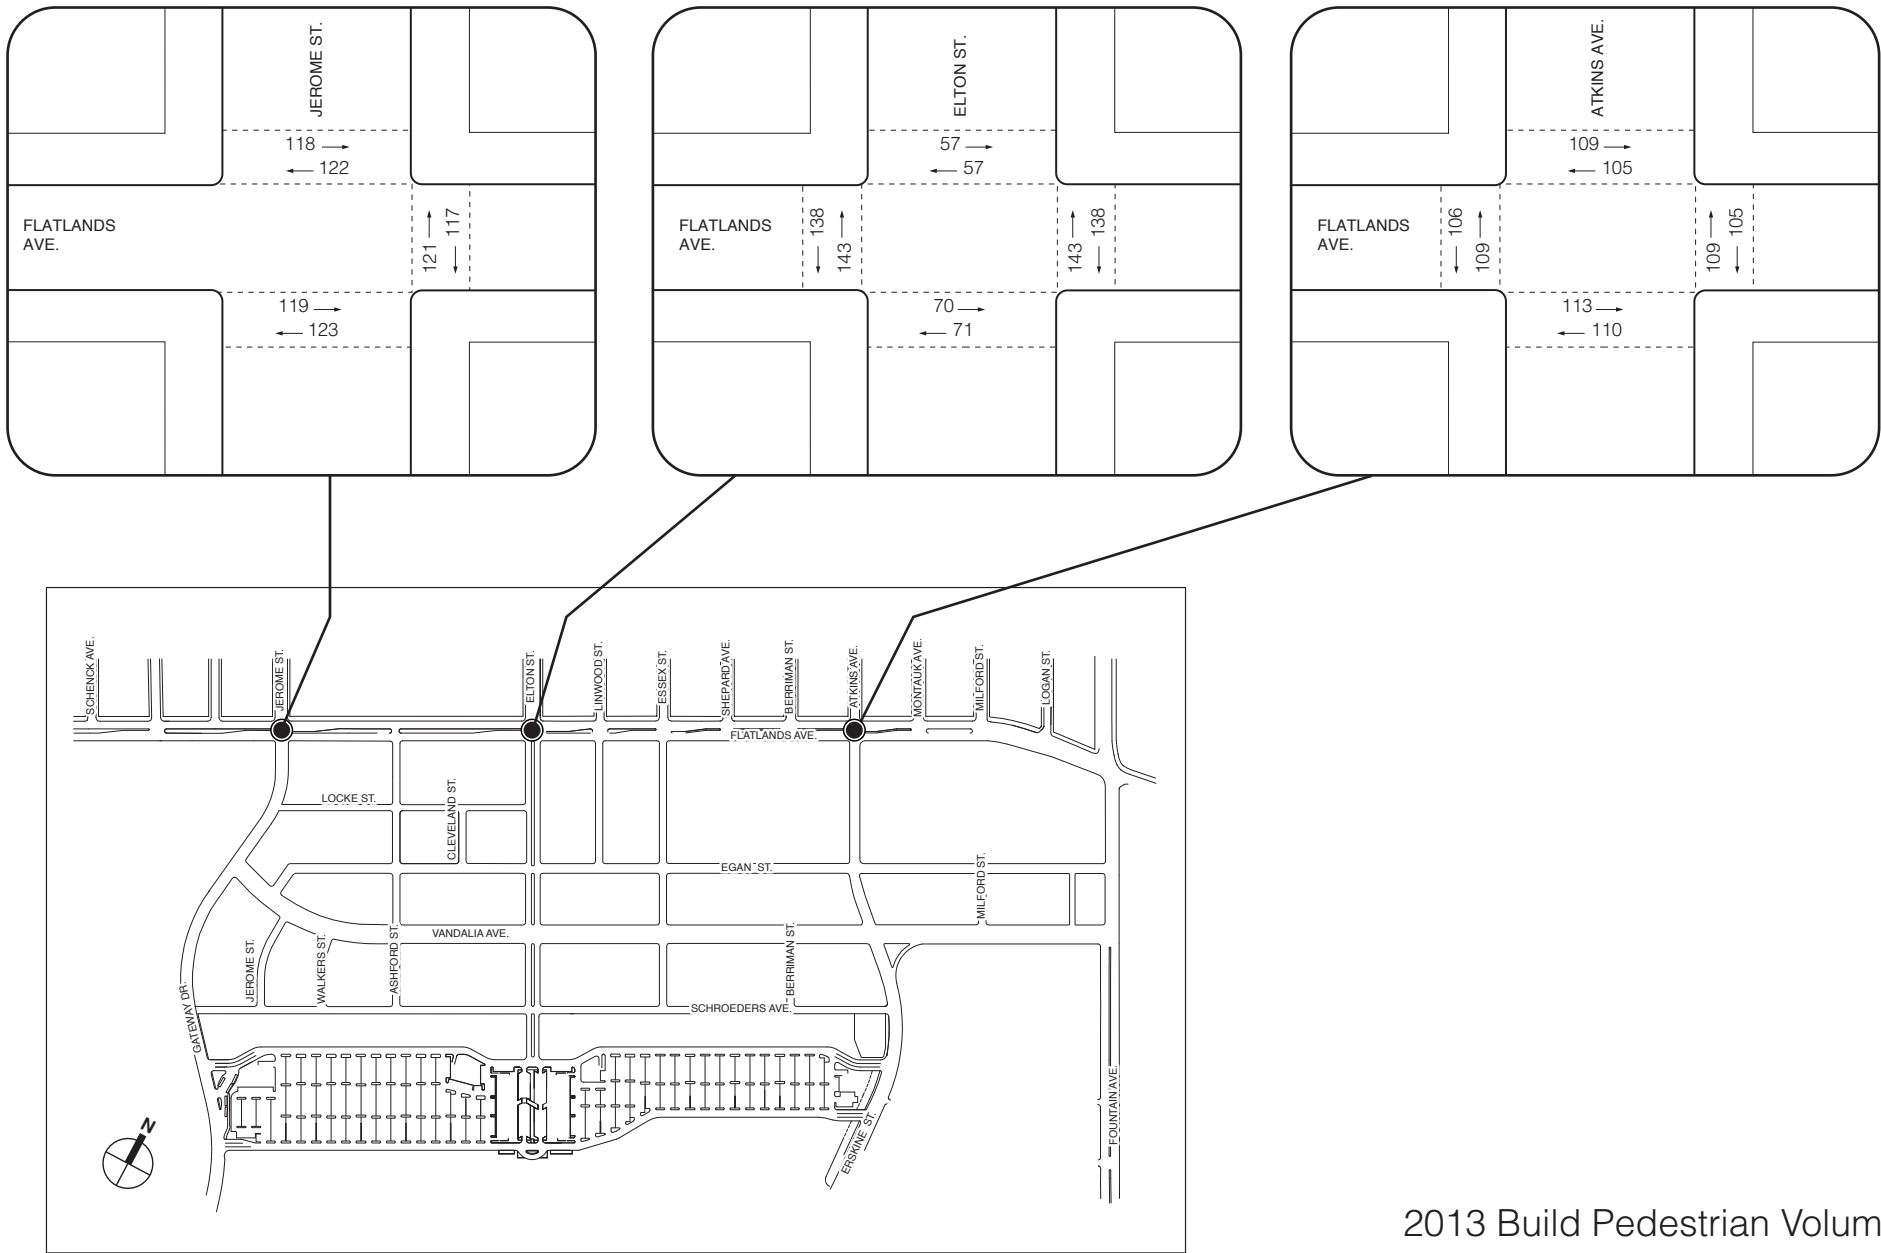 JEROME ST.
118
122
FLATLANDS
AVE.
121
117
119
123
ELTON ST.
57
57
FLATLANDS
AVE.
138
143
143
138
70
71
ATKINS AVE.
109
105
FLATLANDS
AVE.
106
109
109
105
113
110
SCHENCK AVE.
JEROME ST.
ELTON ST.
LINWOOD ST.
ESSEX ST.
SHEPARD AVE.
BERRIMAN ST.
ATKINS AVE.
MONTAUK AVE.
MILFORD ST.
LOGAN ST.
FLATLANDS AVE.
LOCKE ST.
CLEVELAND ST.
EGAN ST.
MILFORD ST.
VANDALIA AVE.
JEROME ST.
WALKERS ST.
ASHFORD ST.
BERRIMAN ST.
GATEWAY DR.
SCHROEDERS AVE.
FOUNTAIN AVE.
ERSKINE ST.
N
2013 Build Pedestrian Volum